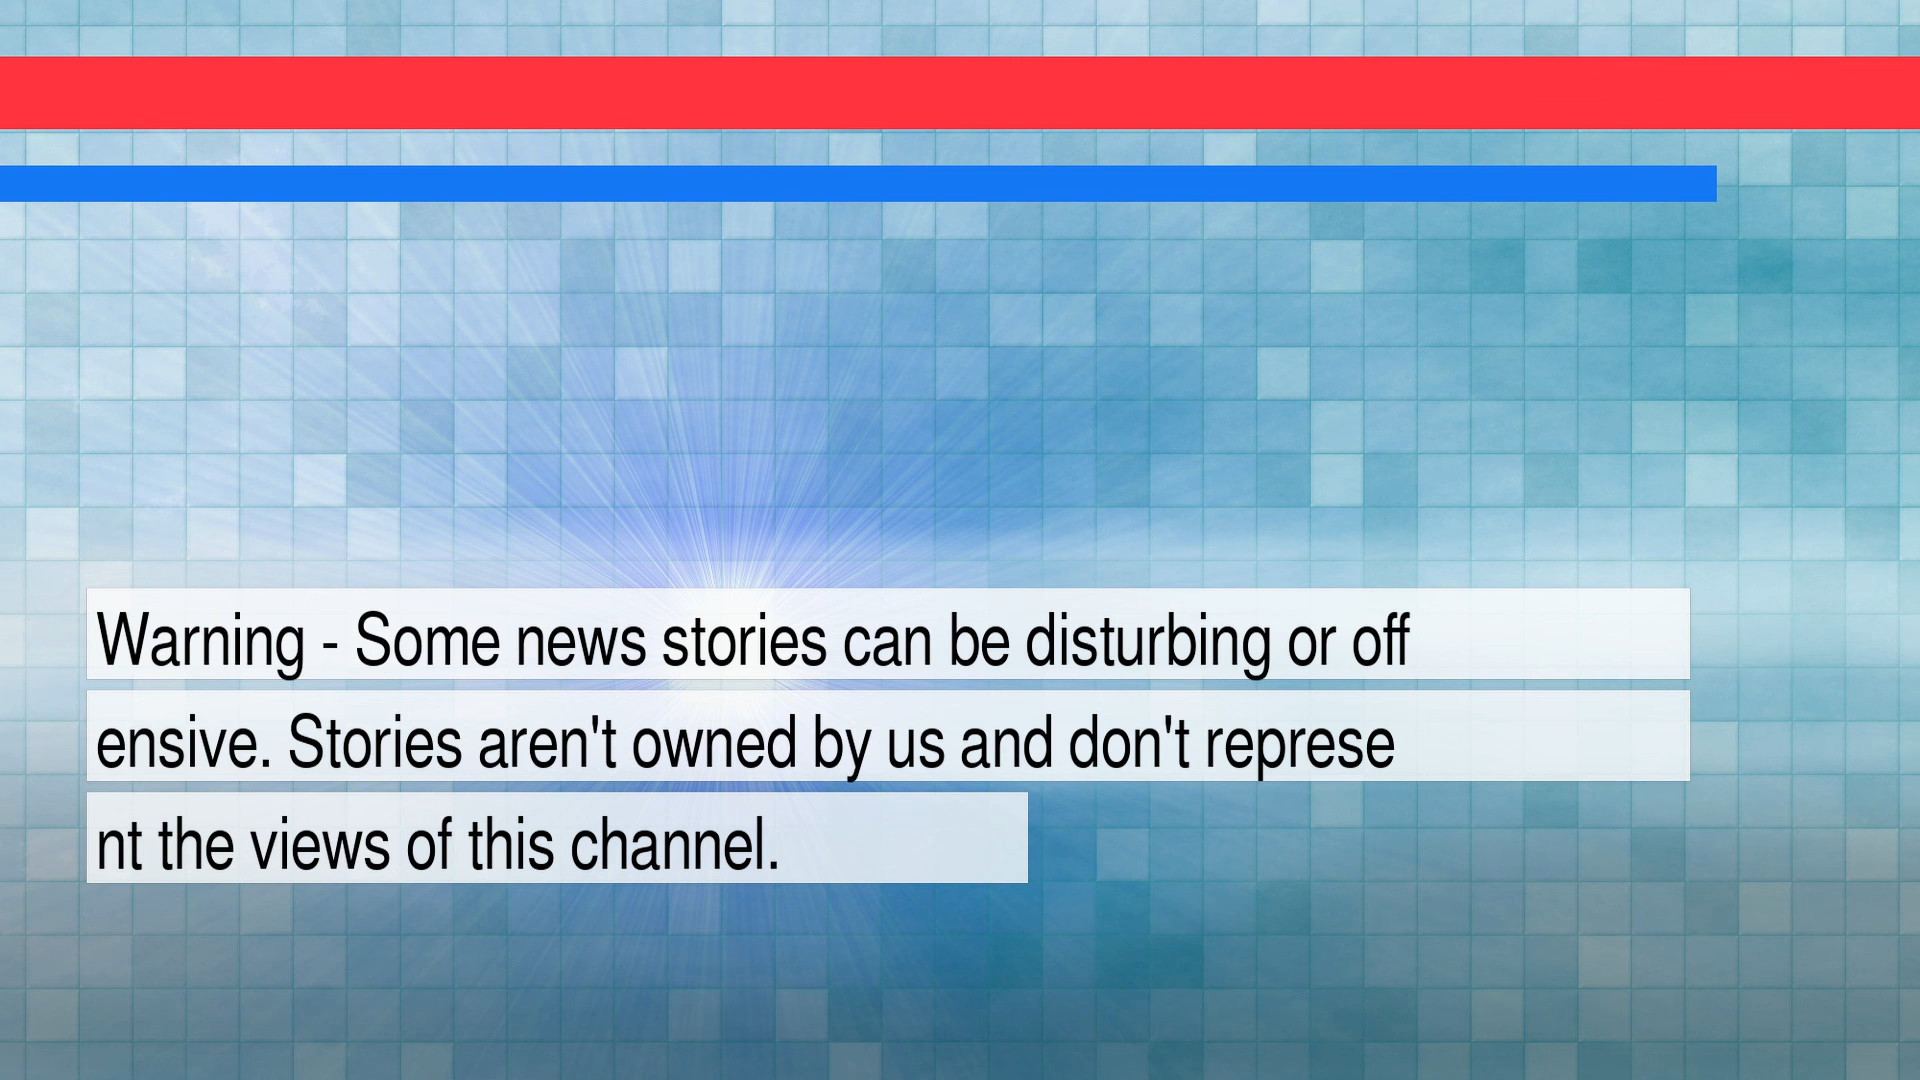 Warning - Some news stories can be disturbing or off
ensive. Stories aren't owned by us and don't represe
nt the views of this channel.